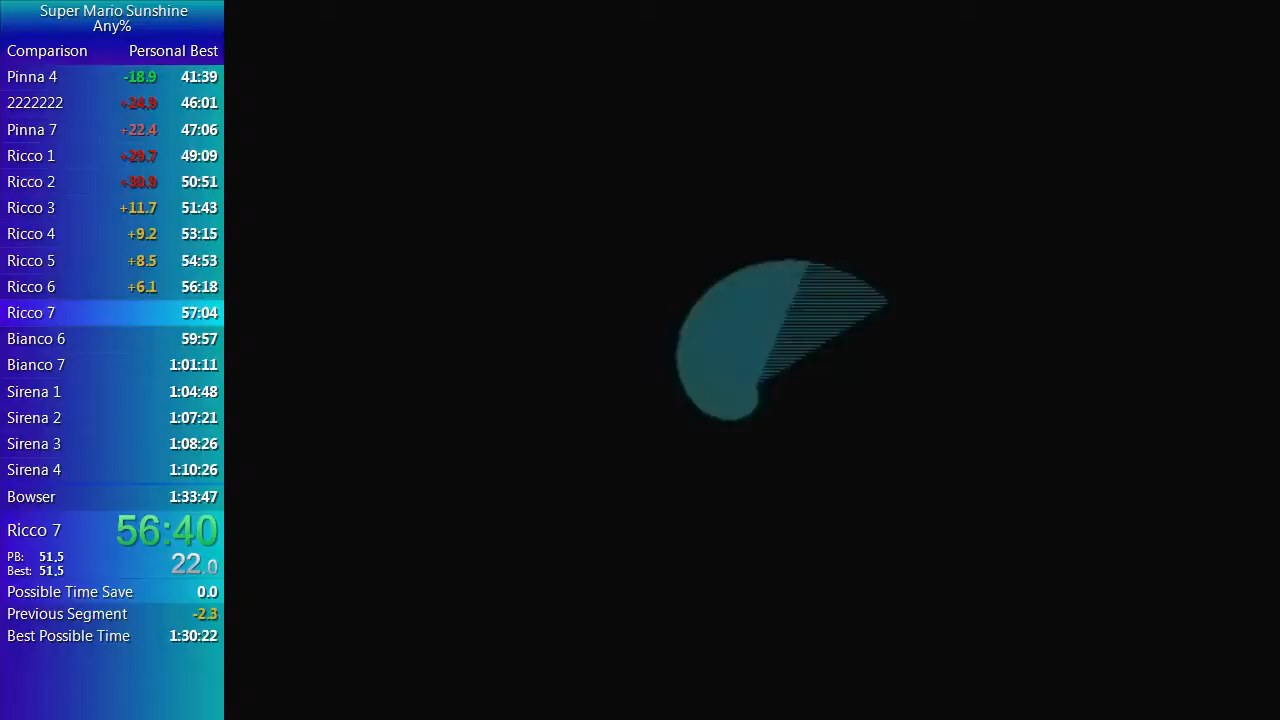 Super Mario Sunshine
Any%
Comparison Personal Best
Pinna 4 -18.9 41:39
2222222 +24.9 46:01
Pinna 7 +22.4 47:06
Ricco 1 +29.7 49:09
Ricco 2 +30.9 50:51
Ricco 3 +11.7 51:43
Ricco 4 +9.2 53:15
Ricco 5 +8.5 54:53
Ricco 6 +6.1 56:18
Ricco 7 57:04
Bianco 6 59:57
Bianco 7 1:01:11
Sirena 1 1:04:48
Sirena 2 1:07:21
Sirena 3 1:08:26
Sirena 4 1:10:26
Bowser 1:33:47
Ricco 7 56:40
PB: 51.5 22.0
Best: 51.5
Possible Time Save 0.0
Previous Segment -2.3
Best Possible Time 1:30:22